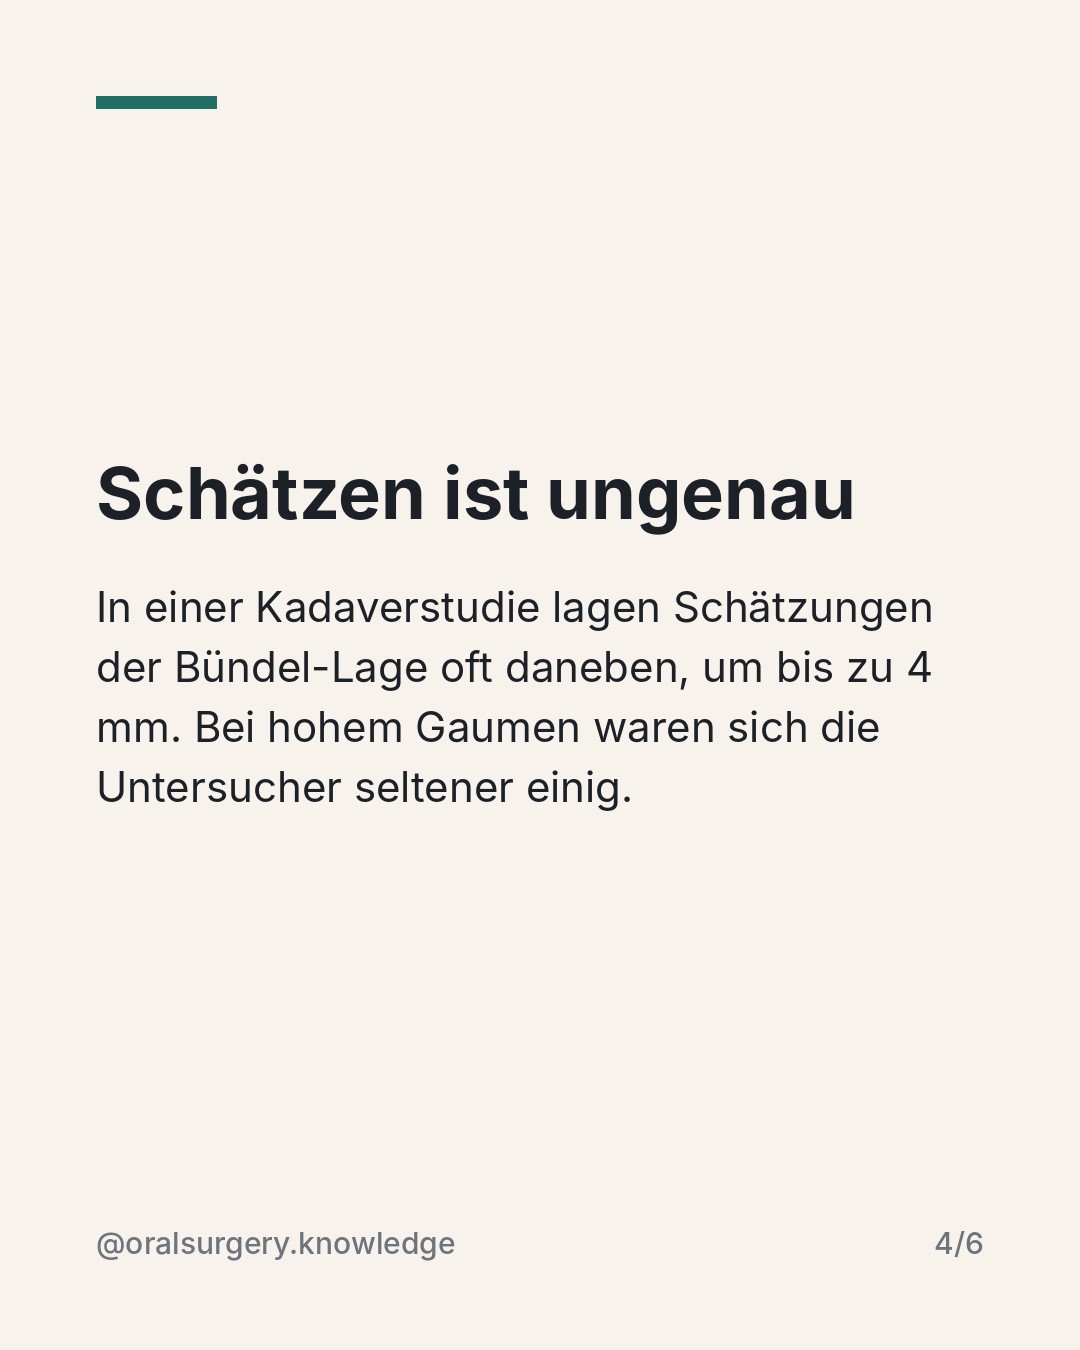 Schätzen ist ungenau
In einer Kadaverstudie lagen Schätzungen
der Bündel-Lage oft daneben, um bis zu 4
mm. Bei hohem Gaumen waren sich die
Untersucher seltener einig.
@oralsurgery.knowledge
4/6